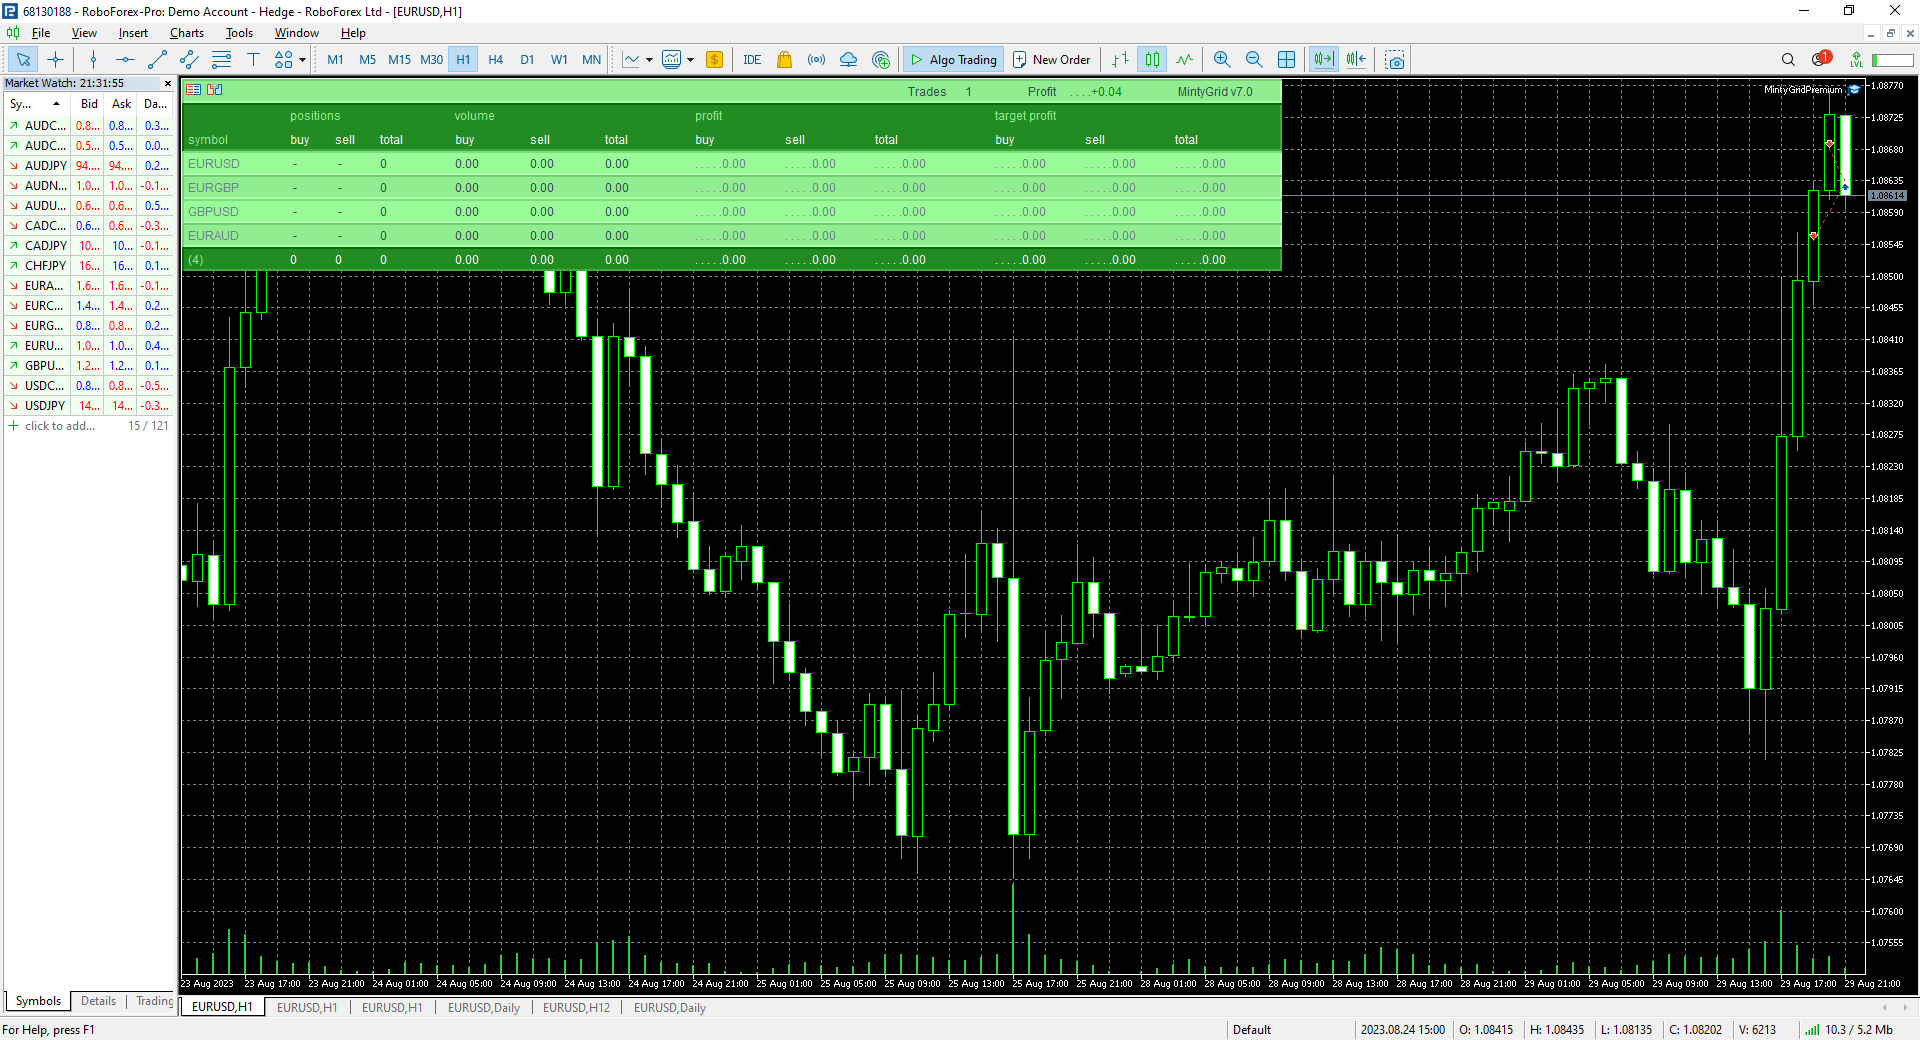 68130188 - RoboForex-Pro: Demo Account - Hedge - RoboForex Ltd - [EURUSD,H1]
File View Insert Charts Tools Window Help
M1 M5 M15 M30 H1 H4 D1 W1 MN IDE Algo Trading New Order 1 LVL
Market Watch: 21:31:55
Sy... Bid Ask Da...
AUDC... 0.8... 0.8... 0.3...
AUDC... 0.5... 0.5... 0.0...
AUDJPY 94.... 94.... 0.2...
AUDN... 1.0... 1.0... -0.1...
AUDU... 0.6... 0.6... 0.5...
CADC... 0.6... 0.6... -0.3...
CADJPY 10... 10... -0.1...
CHFJPY 16... 16... 0.1...
EURA... 1.6... 1.6... -0.1...
EURC... 1.4... 1.4... 0.2...
EURG... 0.8... 0.8... 0.2...
EURU... 1.0... 1.0... 0.4...
GBPU... 1.2... 1.2... 0.1...
USDC... 0.8... 0.8... -0.5...
USDJPY 14... 14... -0.3...
click to add... 15 / 121
Symbols Details Trading
Trades 1 Profit ....+0.04 MintyGrid v7.0
positions volume profit target profit
symbol buy sell total buy sell total buy sell total buy sell total
EURUSD - - 0 0.00 0.00 0.00 .....0.00 .....0.00 .....0.00 .....0.00 .....0.00 .....0.00
EURGBP - - 0 0.00 0.00 0.00 .....0.00 .....0.00 .....0.00 .....0.00 .....0.00 .....0.00
GBPUSD - - 0 0.00 0.00 0.00 .....0.00 .....0.00 .....0.00 .....0.00 .....0.00 .....0.00
EURAUD - - 0 0.00 0.00 0.00 .....0.00 .....0.00 .....0.00 .....0.00 .....0.00 .....0.00
(4) 0 0 0 0.00 0.00 0.00 .....0.00 .....0.00 .....0.00 .....0.00 .....0.00 .....0.00
MintyGridPremium
1.08770
1.08725
1.08680
1.08635
1.08614
1.08590
1.08545
1.08500
1.08455
1.08410
1.08365
1.08320
1.08275
1.08230
1.08185
1.08140
1.08095
1.08050
1.08005
1.07960
1.07915
1.07870
1.07825
1.07780
1.07735
1.07690
1.07645
1.07600
1.07555
23 Aug 2023 23 Aug 17:00 23 Aug 21:00 24 Aug 01:00 24 Aug 05:00 24 Aug 09:00 24 Aug 13:00 24 Aug 17:00 24 Aug 21:00 25 Aug 01:00 25 Aug 05:00 25 Aug 09:00 25 Aug 13:00 25 Aug 17:00 25 Aug 21:00 28 Aug 01:00 28 Aug 05:00 28 Aug 09:00 28 Aug 13:00 28 Aug 17:00 28 Aug 21:00 29 Aug 01:00 29 Aug 05:00 29 Aug 09:00 29 Aug 13:00 29 Aug 17:00 29 Aug 21:00
EURUSD,H1 EURUSD,H1 EURUSD,H1 EURUSD,Daily EURUSD,H12 EURUSD,Daily
For Help, press F1 Default 2023.08.24 15:00 O: 1.08415 H: 1.08435 L: 1.08135 C: 1.08202 V: 6213 10.3 / 5.2 Mb